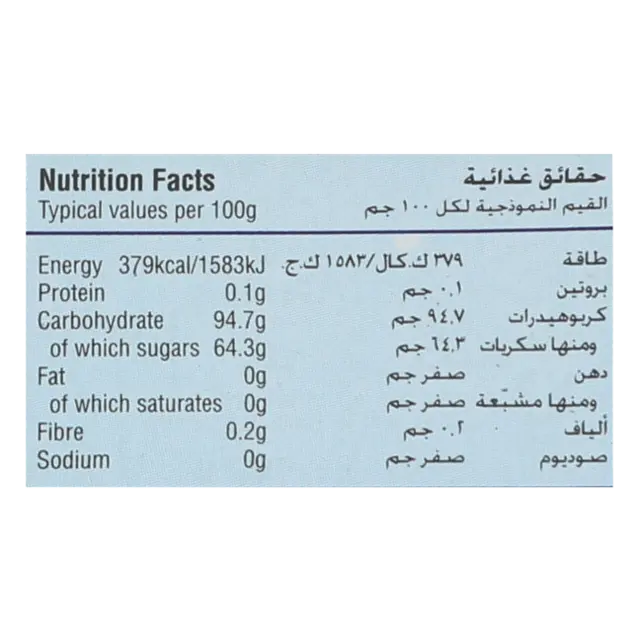 Nutrition Facts حقائق غذائية
Typical values per 100g القيم النموذجية لكل ١٠٠ جم
Energy 379kcal/1583kJ طاقة ٣٧٩ ك.كال/١٥٨٣ ك.ج.
Protein 0.1g بروتين ٠.١ جم
Carbohydrate 94.7g كربوهيدرات ٩٤.٧ جم
of which sugars 64.3g ومنها سكريات ٦٤.٣ جم
Fat 0g دهن صفر جم
of which saturates 0g ومنها مشبّعة صفر جم
Fibre 0.2g ألياف ٠.٢ جم
Sodium 0g صوديوم صفر جم